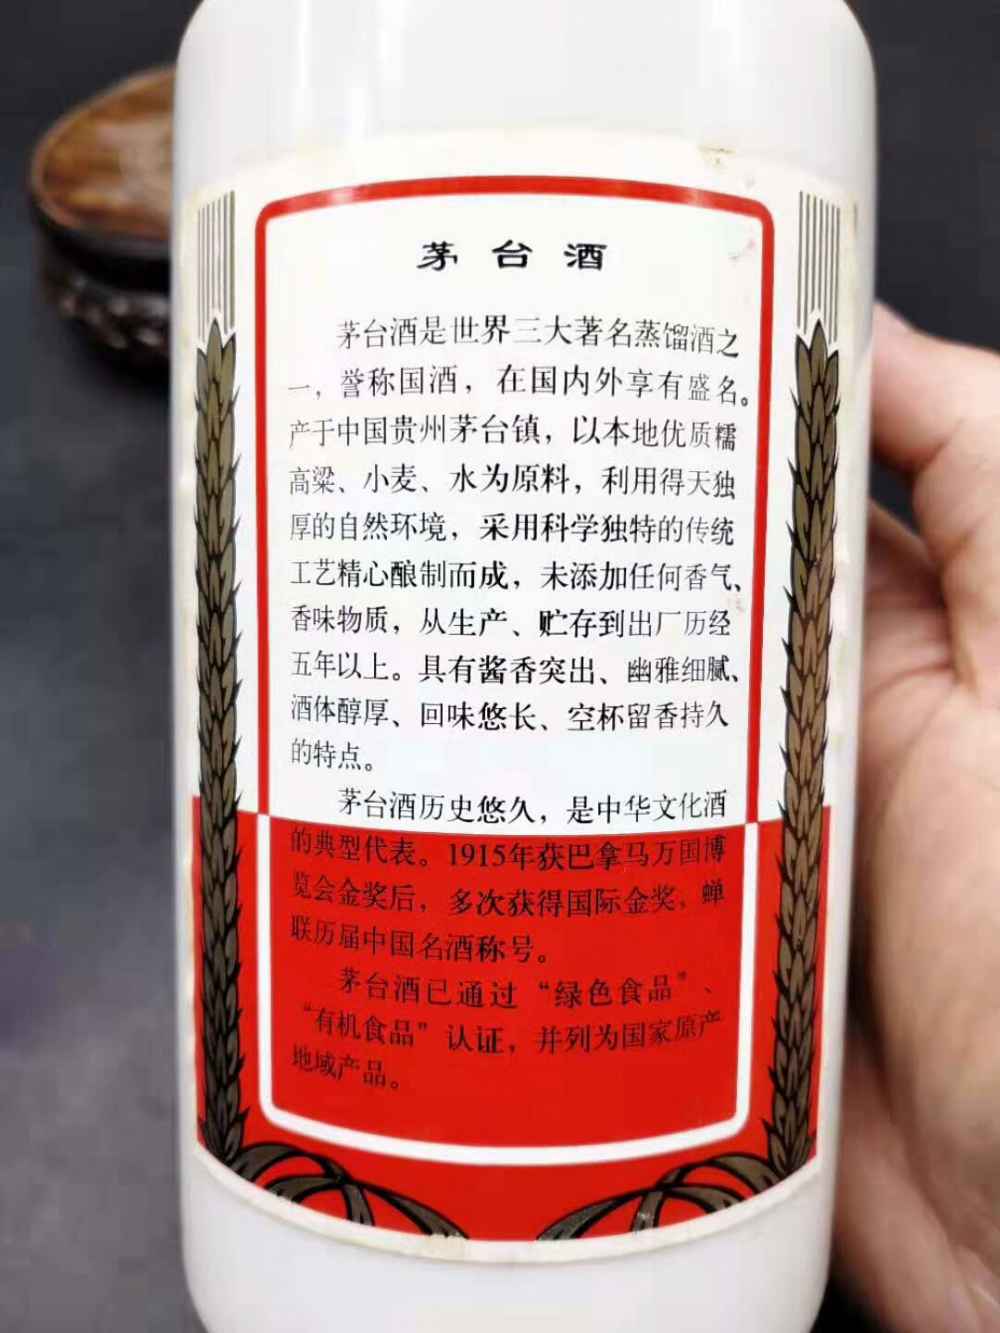 茅台酒
茅台酒是世界三大著名蒸馏酒之
一，誉称国酒，在国内外享有盛名。
产于中国贵州茅台镇，以本地优质糯
高粱、小麦、水为原料，利用得天独
厚的自然环境，采用科学独特的传统
工艺精心酿制而成，未添加任何香气、
香味物质，从生产、贮存到出厂历经
五年以上。具有酱香突出、幽雅细腻、
酒体醇厚、回味悠长、空杯留香持久
的特点。
茅台酒历史悠久，是中华文化酒
的典型代表。1915年获巴拿马万国博
览会金奖后，多次获得国际金奖，蝉
联历届中国名酒称号。
茅台酒已通过“绿色食品”、
“有机食品”认证，并列为国家原产
地域产品。